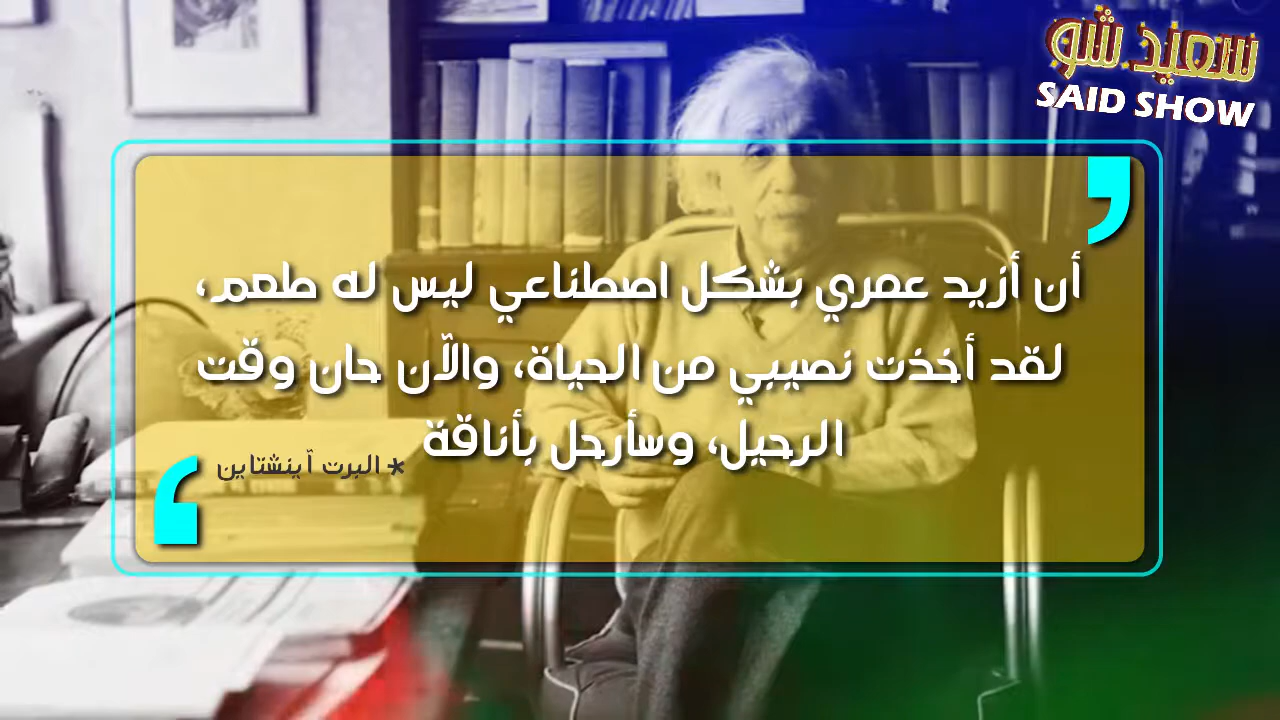 سعيد شو
SAID SHOW
أن أزيد عمري بشكل اصطناعي ليس له طعم،
لقد أخذت نصيبي من الحياة، والآن حان وقت
الرحيل، وسأرحل بأناقة
* البرت آينشتاين